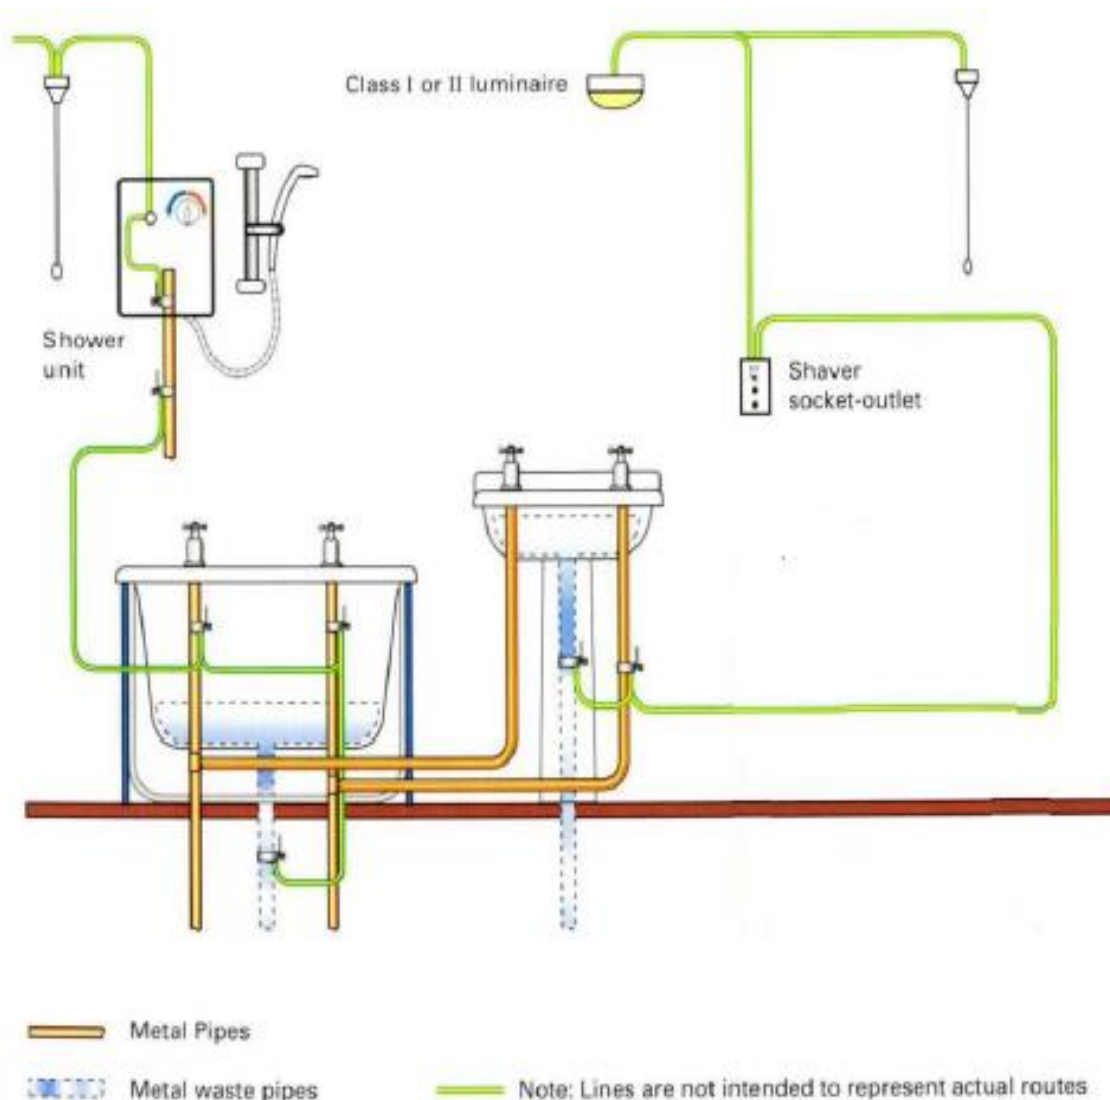 Class I or II luminaire
Shower
unit
Shaver
socket-outlet
Metal Pipes
Metal waste pipes
Note: Lines are not intended to represent actual routes